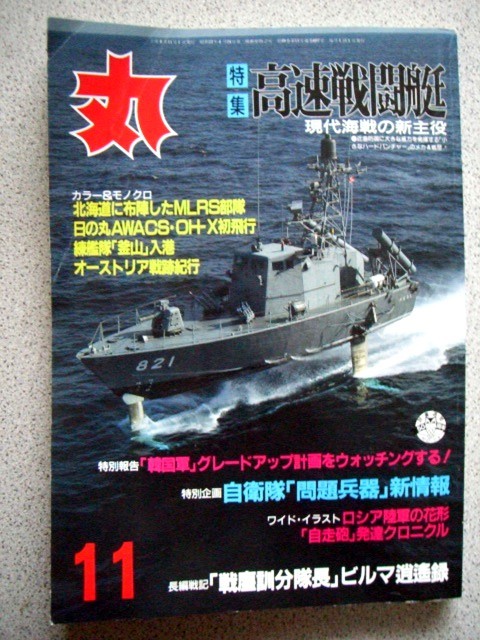 丸
特集
高速戦闘艇
現代海戦の新主役
カラー&モノクロ
北海道に布陣したMLRS部隊
日の丸AWACS・OH-X初飛行
練艦隊「釜山」入港
オーストリア戦跡紀行
821
特別報告「韓国軍」グレードアップ計画をウォッチングする!
特別企画 自衛隊「問題兵器」新情報
ワイド・イラスト ロシア陸軍の花形
「自走砲」発達クロニクル
11
長編戦記「戦塵訓分隊長」ビルマ逍遙録